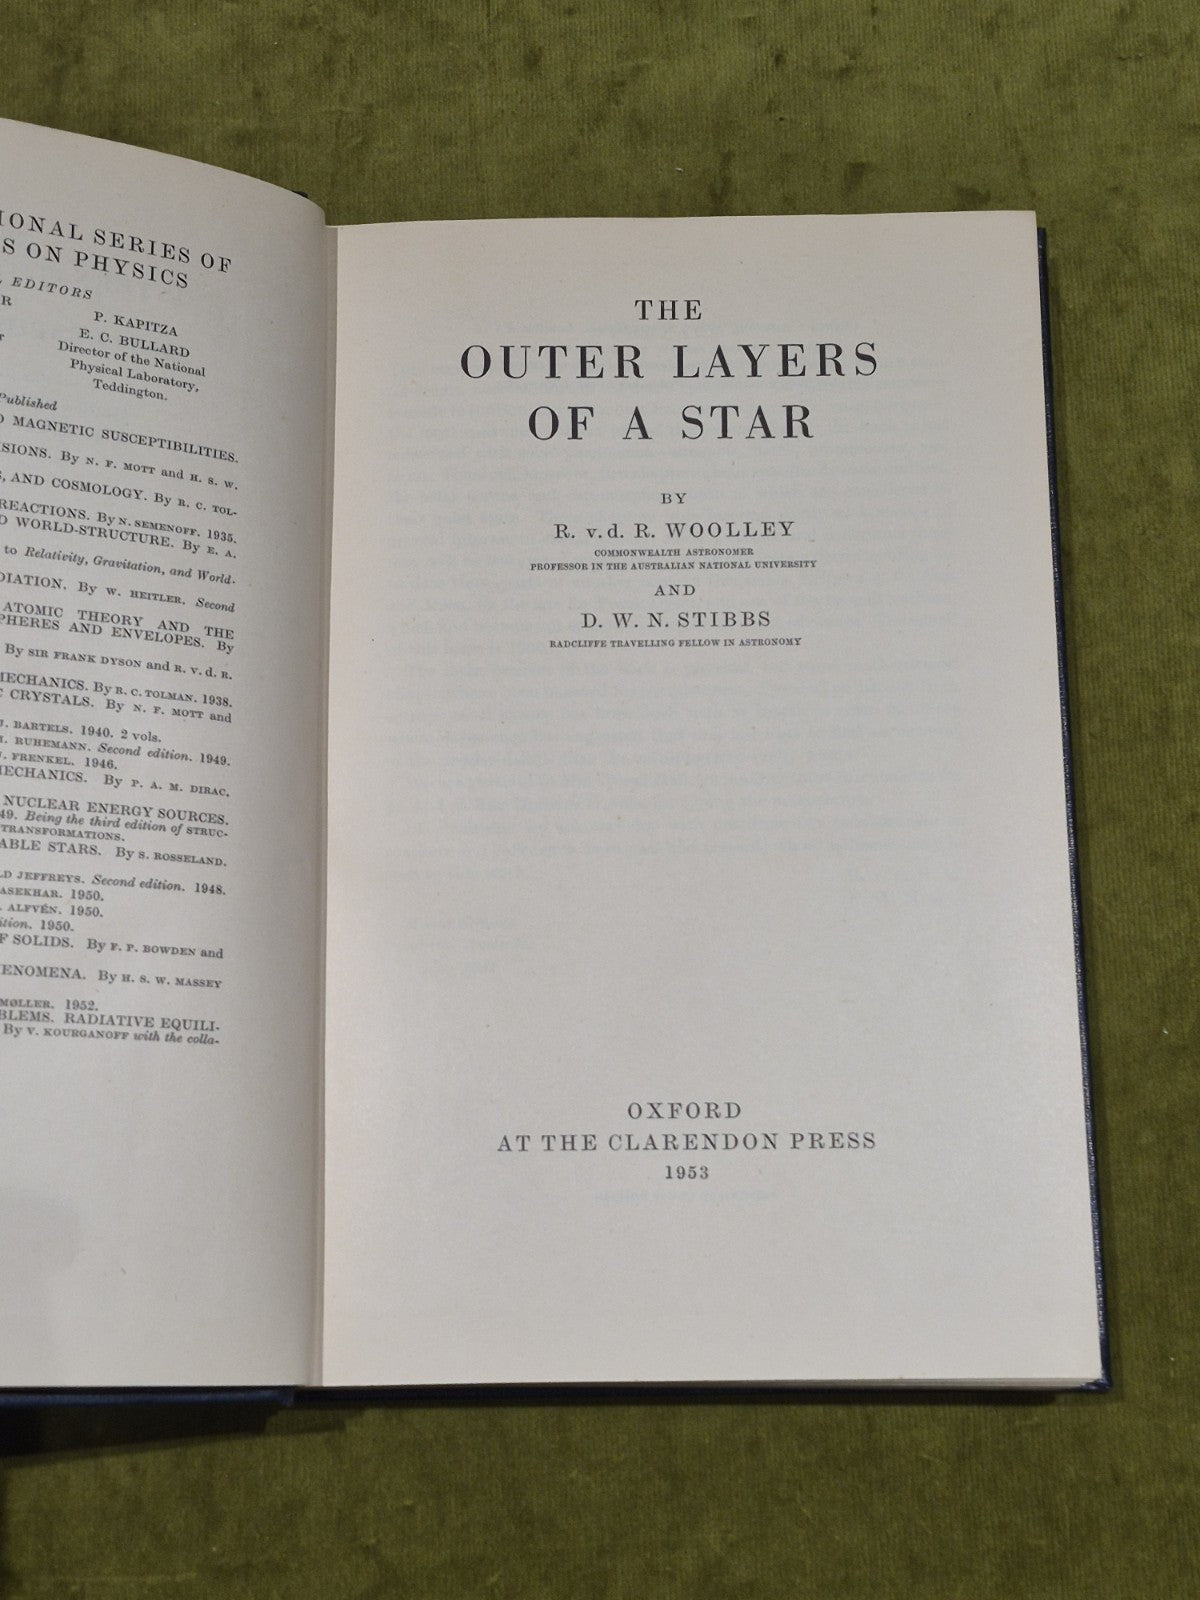 IONAL SERIES OF
S ON PHYSICS
EDITORS
R
P. KAPITZA
E. C. BULLARD
Director of the National
Physical Laboratory,
Teddington.
Published
MAGNETIC SUSCEPTIBILITIES.
SIONS. By N. F. MOTT and H. S. W.
, AND COSMOLOGY. By R. C. TOL-
REACTIONS. By N. SEMENOFF. 1935.
D WORLD-STRUCTURE. By E. A.
to Relativity, Gravitation, and World-
DIATION. By W. HEITLER. Second
ATOMIC THEORY AND THE
PHERES AND ENVELOPES. By
By SIR FRANK DYSON and R. v. d. R.
MECHANICS. By R. C. TOLMAN. 1938.
C CRYSTALS. By N. F. MOTT and
J. BARTELS. 1940. 2 vols.
M. RUHEMANN. Second edition. 1949.
J. FRENKEL. 1946.
MECHANICS. By P. A. M. DIRAC.
NUCLEAR ENERGY SOURCES.
49. Being the third edition of STRUC-
TRANSFORMATIONS.
ABLE STARS. By S. ROSSELAND.
LD JEFFREYS. Second edition. 1948.
ASEKHAR. 1950.
. ALFVÉN. 1950.
ition. 1950.
F SOLIDS. By F. P. BOWDEN and
ENOMENA. By H. S. W. MASSEY
MØLLER. 1952.
BLEMS. RADIATIVE EQUILI-
By V. KOURGANOFF with the colla-
THE
OUTER LAYERS
OF A STAR
BY
R. v. d. R. WOOLLEY
COMMONWEALTH ASTRONOMER
PROFESSOR IN THE AUSTRALIAN NATIONAL UNIVERSITY
AND
D. W. N. STIBBS
RADCLIFFE TRAVELLING FELLOW IN ASTRONOMY
OXFORD
AT THE CLARENDON PRESS
1953